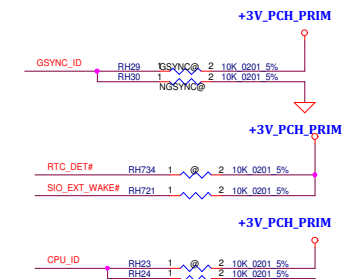 +3V_PCH_PRIM
GSYNC_ID RH29 1 GSYNC@ 2 10K_0201_5%
RH30 1 NGSYNC@ 2 10K_0201_5%
+3V_PCH_PRIM
RTC_DET# RH734 1 @ 2 10K_0201_5%
SIO_EXT_WAKE# RH721 1 2 10K_0201_5%
+3V_PCH_PRIM
CPU_ID RH23 1 @ 2 10K_0201_5%
RH24 1 2 10K_0201_5%